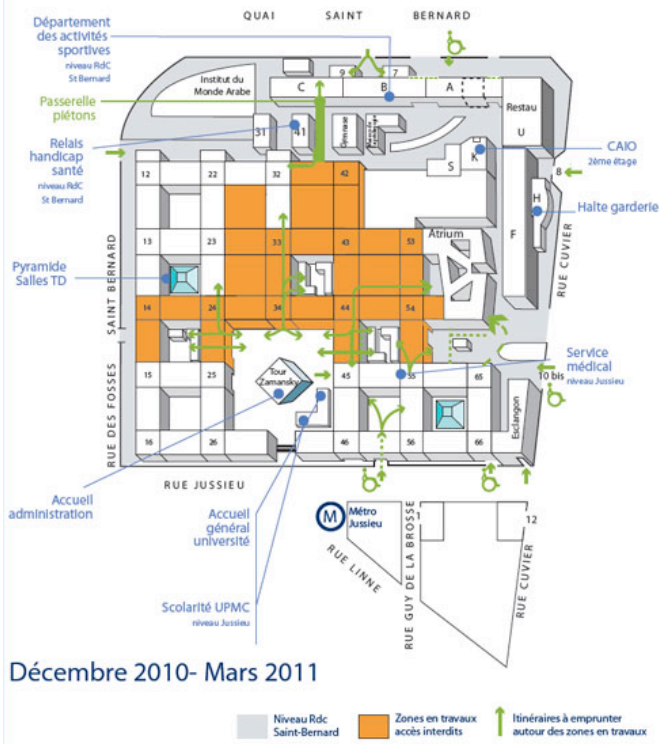 QUAI SAINT BERNARD
Département
des activités
sportives
niveau RdC
St Bernard
Institut du
Monde Arabe
9
7
C
B
A
Restau
U
Passerelle
piétons
31
41
Gymnase
Relais
handicap
santé
niveau RdC
St Bernard
S
K
CAIO
2ème étage
8
12
22
32
42
H
Halte garderie
F
RUE CUVIER
13
23
33
43
53
Atrium
Pyramide
Salles TD
SAINT BERNARD
14
24
34
44
54
Service
médical
niveau Jussieu
10 bis
15
25
Tour
Zamansky
45
55
65
Esclangon
RUE DES FOSSES
16
26
46
56
66
RUE JUSSIEU
Accueil
administration
Accueil
général
université
M
Métro
Jussieu
RUE LINNE
RUE GUY DE LA BROSSE
1
12
RUE CUVIER
Scolarité UPMC
niveau Jussieu
Décembre 2010- Mars 2011
Niveau Rdc
Saint-Bernard
Zones en travaux
accès interdits
Itinéraires à emprunter
autour des zones en travaux